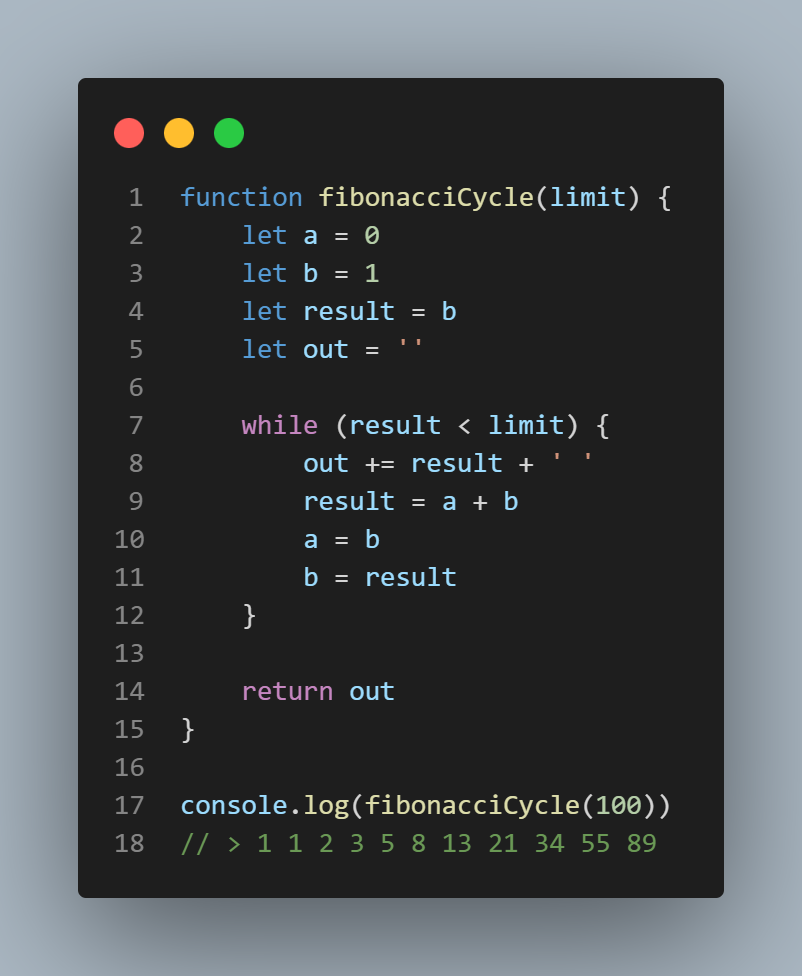 1 function fibonacciCycle(limit) {
2     let a = 0
3     let b = 1
4     let result = b
5     let out = ''
6
7     while (result < limit) {
8         out += result + ' '
9         result = a + b
10         a = b
11         b = result
12     }
13
14     return out
15 }
16
17 console.log(fibonacciCycle(100))
18 // > 1 1 2 3 5 8 13 21 34 55 89